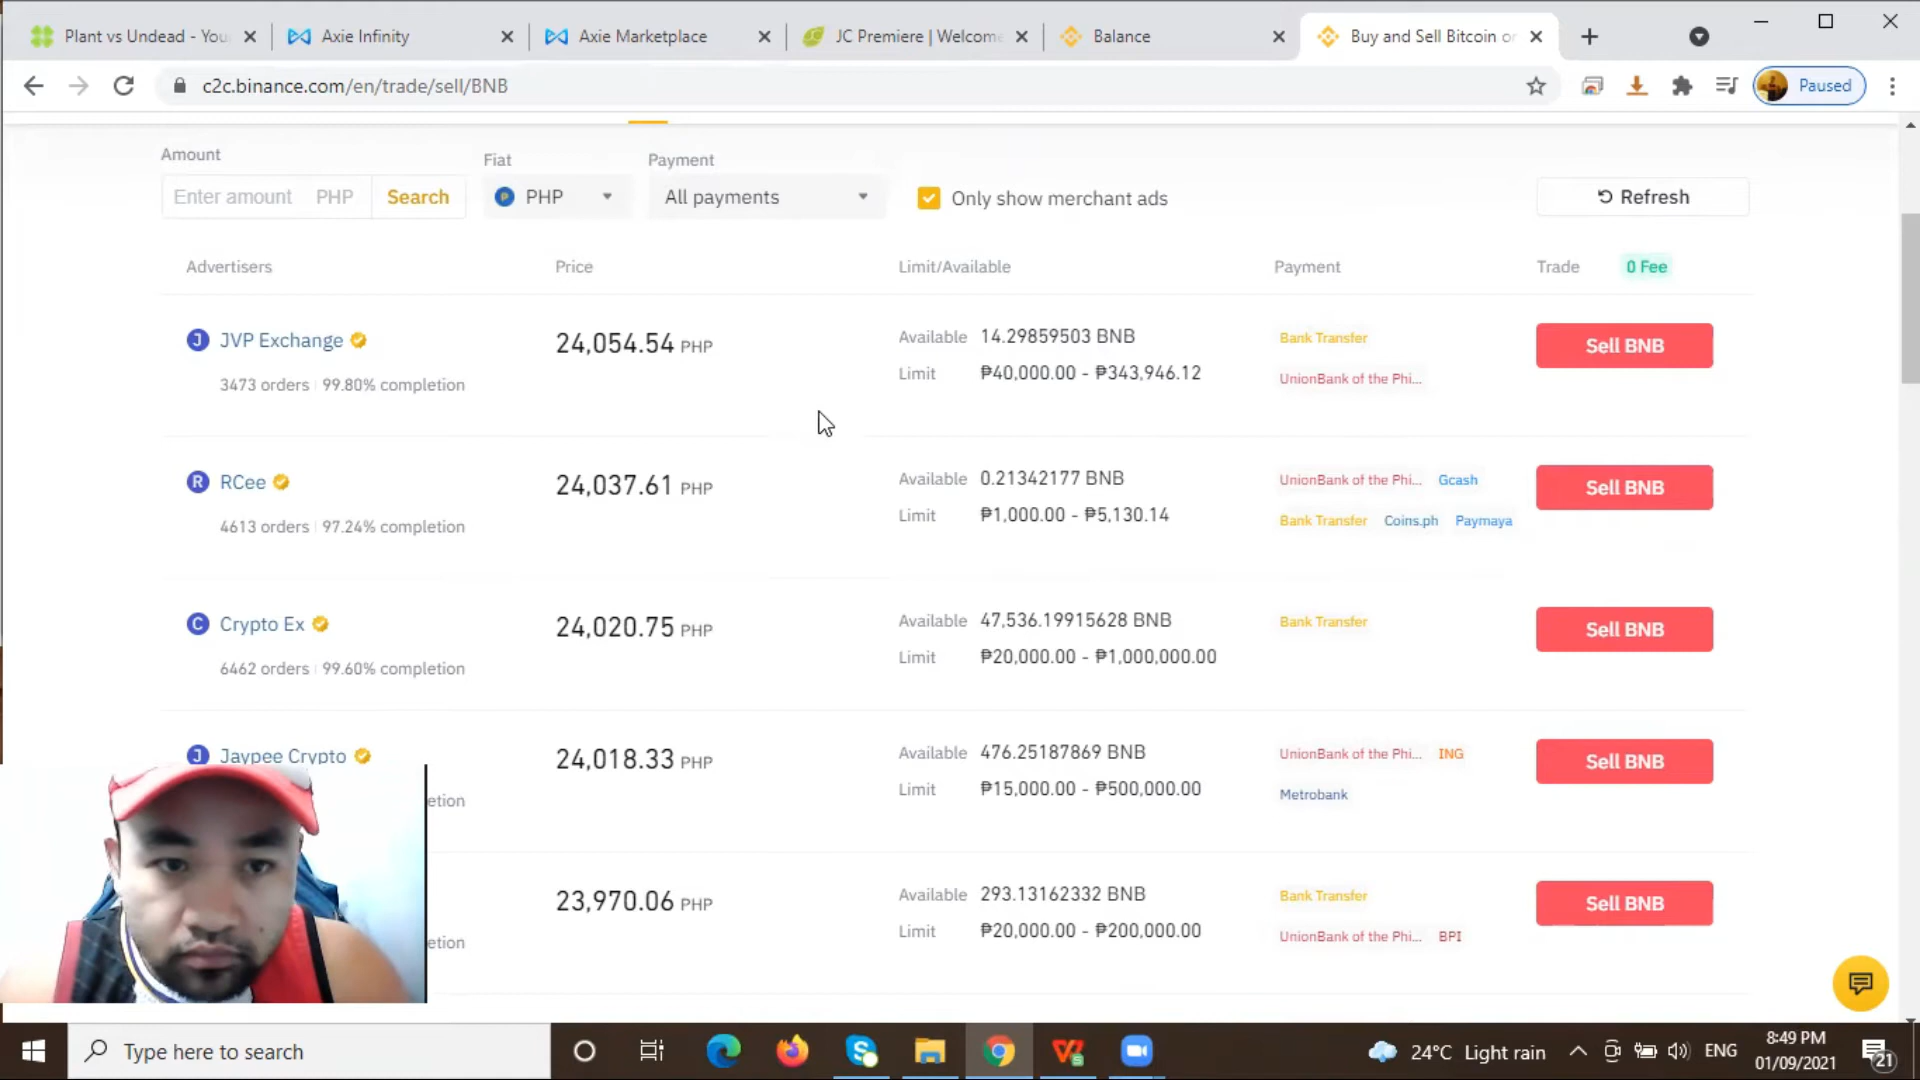 Plant vs Undead - You
Axie Infinity
Axie Marketplace
JC Premiere | Welcome
Balance
Buy and Sell Bitcoin or
c2c.binance.com/en/trade/sell/BNB
Paused
Amount
Fiat
Payment
Enter amount PHP Search
PHP
All payments
Only show merchant ads
Refresh
Advertisers Price Limit/Available Payment Trade 0 Fee
J JVP Exchange
3473 orders | 99.80% completion
24,054.54 PHP
Available 14.29859503 BNB
Limit ₱40,000.00 - ₱343,946.12
Bank Transfer
UnionBank of the Phi...
Sell BNB
R RCee
4613 orders | 97.24% completion
24,037.61 PHP
Available 0.21342177 BNB
Limit ₱1,000.00 - ₱5,130.14
UnionBank of the Phi... Gcash
Bank Transfer Coins.ph Paymaya
Sell BNB
C Crypto Ex
6462 orders | 99.60% completion
24,020.75 PHP
Available 47,536.19915628 BNB
Limit ₱20,000.00 - ₱1,000,000.00
Bank Transfer
Sell BNB
J Jaypee Crypto
etion
24,018.33 PHP
Available 476.25187869 BNB
Limit ₱15,000.00 - ₱500,000.00
UnionBank of the Phi... ING
Metrobank
Sell BNB
etion
23,970.06 PHP
Available 293.13162332 BNB
Limit ₱20,000.00 - ₱200,000.00
Bank Transfer
UnionBank of the Phi... BPI
Sell BNB
Type here to search
24°C Light rain
ENG
8:49 PM
01/09/2021
21